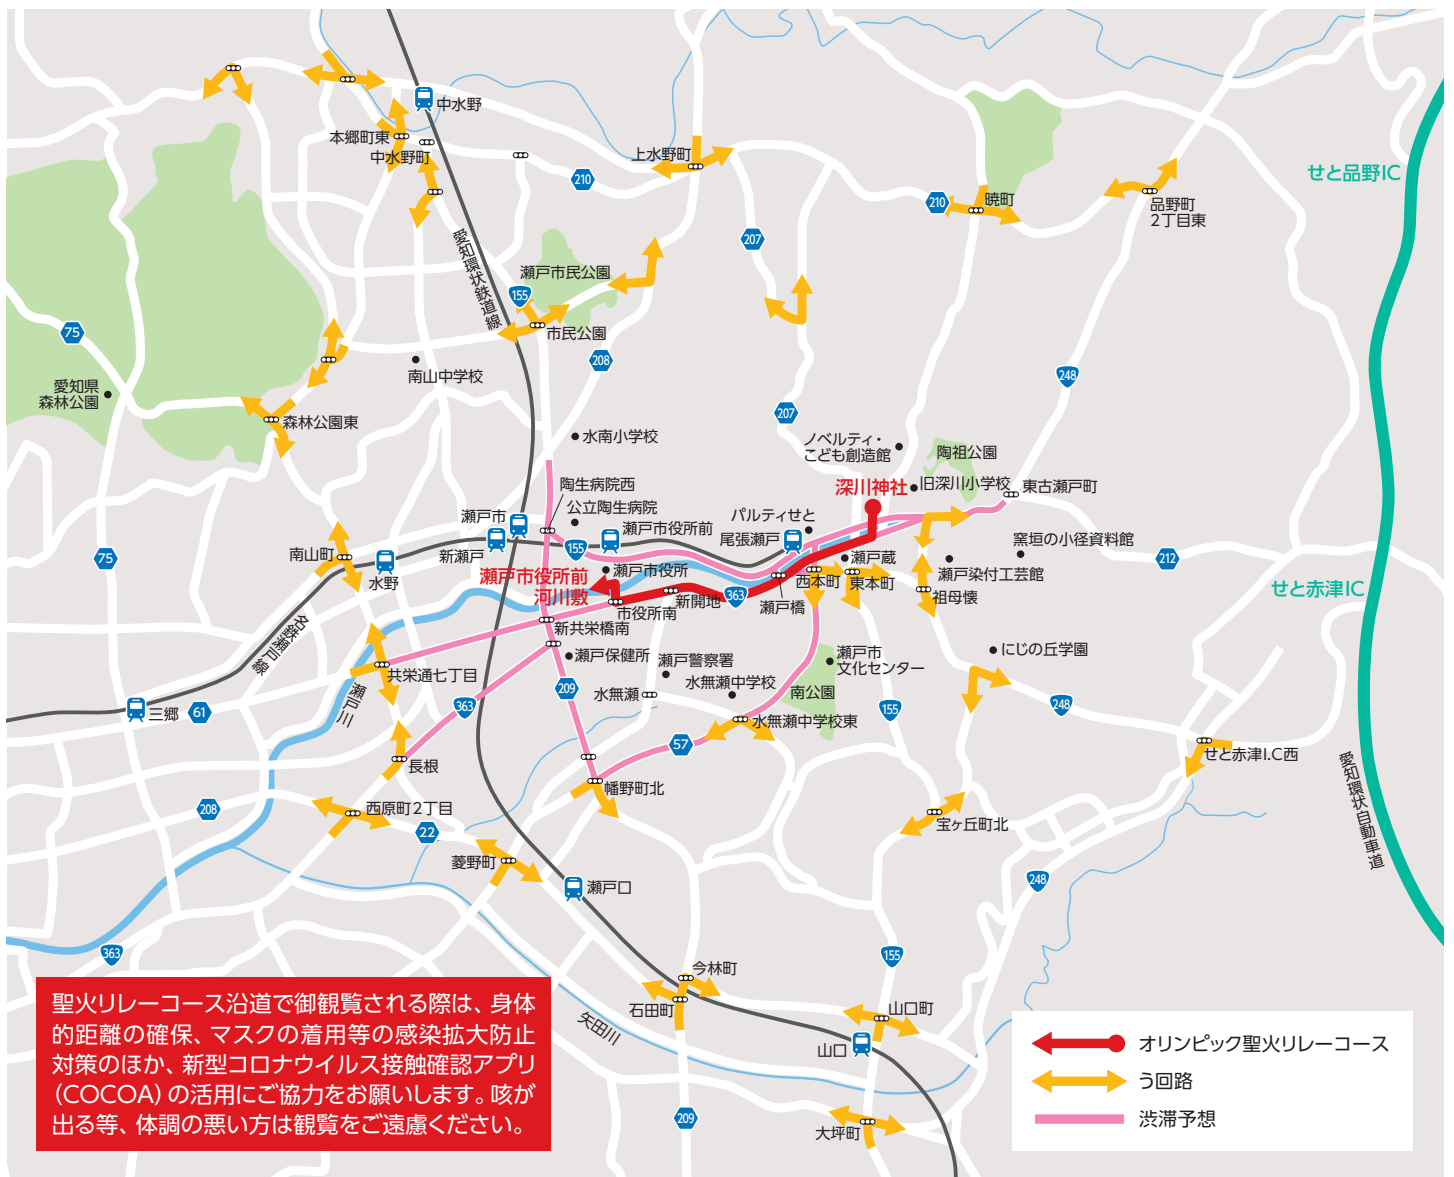 中水野
本郷町東
中水野町
上水野町
210
せと品野IC
210
暁町
品野町
2丁目東
207
愛知環状鉄道線
瀬戸市民公園
155
市民公園
75
208
248
愛知県
森林公園
南山中学校
森林公園東
207
水南小学校
ノベルティ・
こども創造館
陶祖公園
陶生病院西
深川神社
旧深川小学校
東古瀬戸町
公立陶生病院
瀬戸市
パルティせと
瀬戸市役所前
尾張瀬戸
窯垣の小径資料館
75
南山町
新瀬戸
155
瀬戸蔵
212
水野
瀬戸市役所
瀬戸染付工芸館
瀬戸市役所前
河川敷
西本町
東本町
せと赤津IC
祖母懐
新開地
363
瀬戸橋
市役所南
新共栄橋南
名鉄瀬戸線
瀬戸保健所
瀬戸警察署
瀬戸市
文化センター
にじの丘学園
共栄通七丁目
水無瀬中学校
209
水無瀬
南公園
瀬戸川
三郷
61
363
155
248
水無瀬中学校東
57
せと赤津I.C西
長根
幡野町北
愛知環状自動車道
208
西原町2丁目
22
宝ヶ丘町北
菱野町
瀬戸口
248
363
155
今林町
石田町
矢田川
山口町
山口
209
大坪町
聖火リレーコース沿道で御観覧される際は、身体
的距離の確保、マスクの着用等の感染拡大防止
対策のほか、新型コロナウイルス接触確認アプリ
(COCOA)の活用にご協力をお願いします。咳が
出る等、体調の悪い方は観覧をご遠慮ください。
オリンピック聖火リレーコース
う回路
渋滞予想